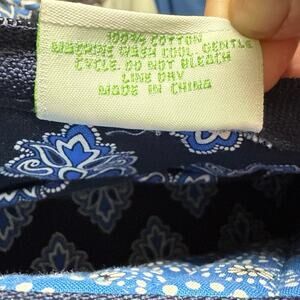 100% COTTON
MACHINE WASH COOL. GENTLE
CYCLE. DO NOT BLEACH
LINE DRY
MADE IN CHINA